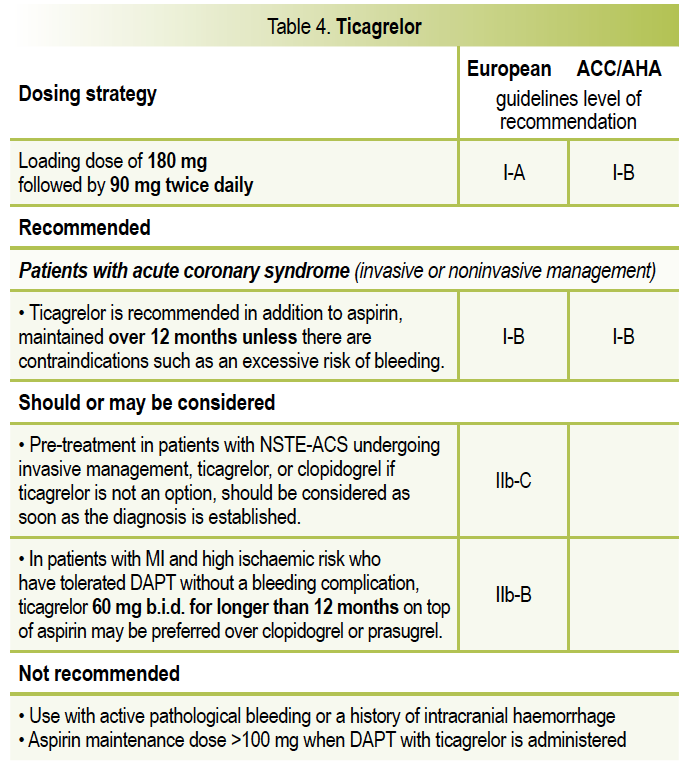 Table 4. Ticagrelor
Dosing strategy
European ACC/AHA
guidelines level of
recommendation
Loading dose of 180 mg
followed by 90 mg twice daily
I-A
I-B
Recommended
Patients with acute coronary syndrome (invasive or noninvasive management)
• Ticagrelor is recommended in addition to aspirin,
maintained over 12 months unless there are
contraindications such as an excessive risk of bleeding.
I-B
I-B
Should or may be considered
• Pre-treatment in patients with NSTE-ACS undergoing
invasive management, ticagrelor, or clopidogrel if
ticagrelor is not an option, should be considered as
soon as the diagnosis is established.
IIb-C
• In patients with MI and high ischaemic risk who
have tolerated DAPT without a bleeding complication,
ticagrelor 60 mg b.i.d. for longer than 12 months on top
of aspirin may be preferred over clopidogrel or prasugrel.
IIb-B
Not recommended
• Use with active pathological bleeding or a history of intracranial haemorrhage
• Aspirin maintenance dose >100 mg when DAPT with ticagrelor is administered